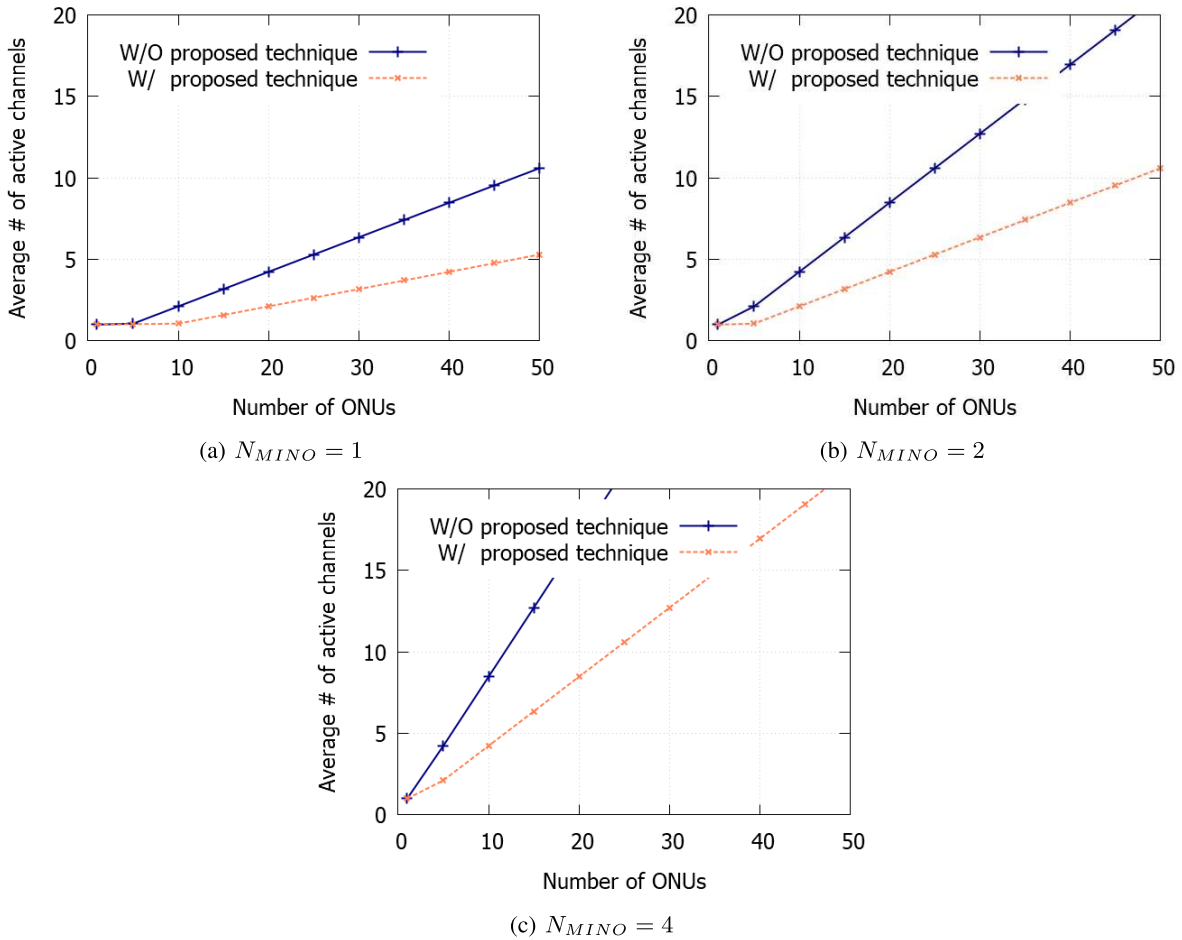 20
15
10
5
0
Average # of active channels
W/O proposed technique
W/ proposed technique
0 10 20 30 40 50
Number of ONUs
(a) N_{MINO} = 1
20
15
10
5
0
Average # of active channels
W/O proposed technique
W/ proposed technique
0 10 20 30 40 50
Number of ONUs
(b) N_{MINO} = 2
20
15
10
5
0
Average # of active channels
W/O proposed technique
W/ proposed technique
0 10 20 30 40 50
Number of ONUs
(c) N_{MINO} = 4